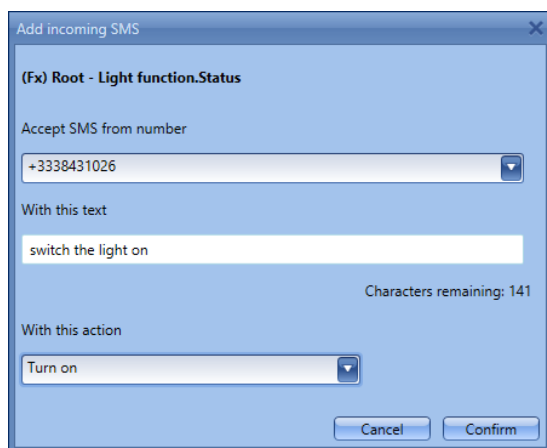 Add incoming SMS
(Fx) Root - Light function.Status
Accept SMS from number
+3338431026
With this text
switch the light on
Characters remaining: 141
With this action
Turn on
Cancel Confirm